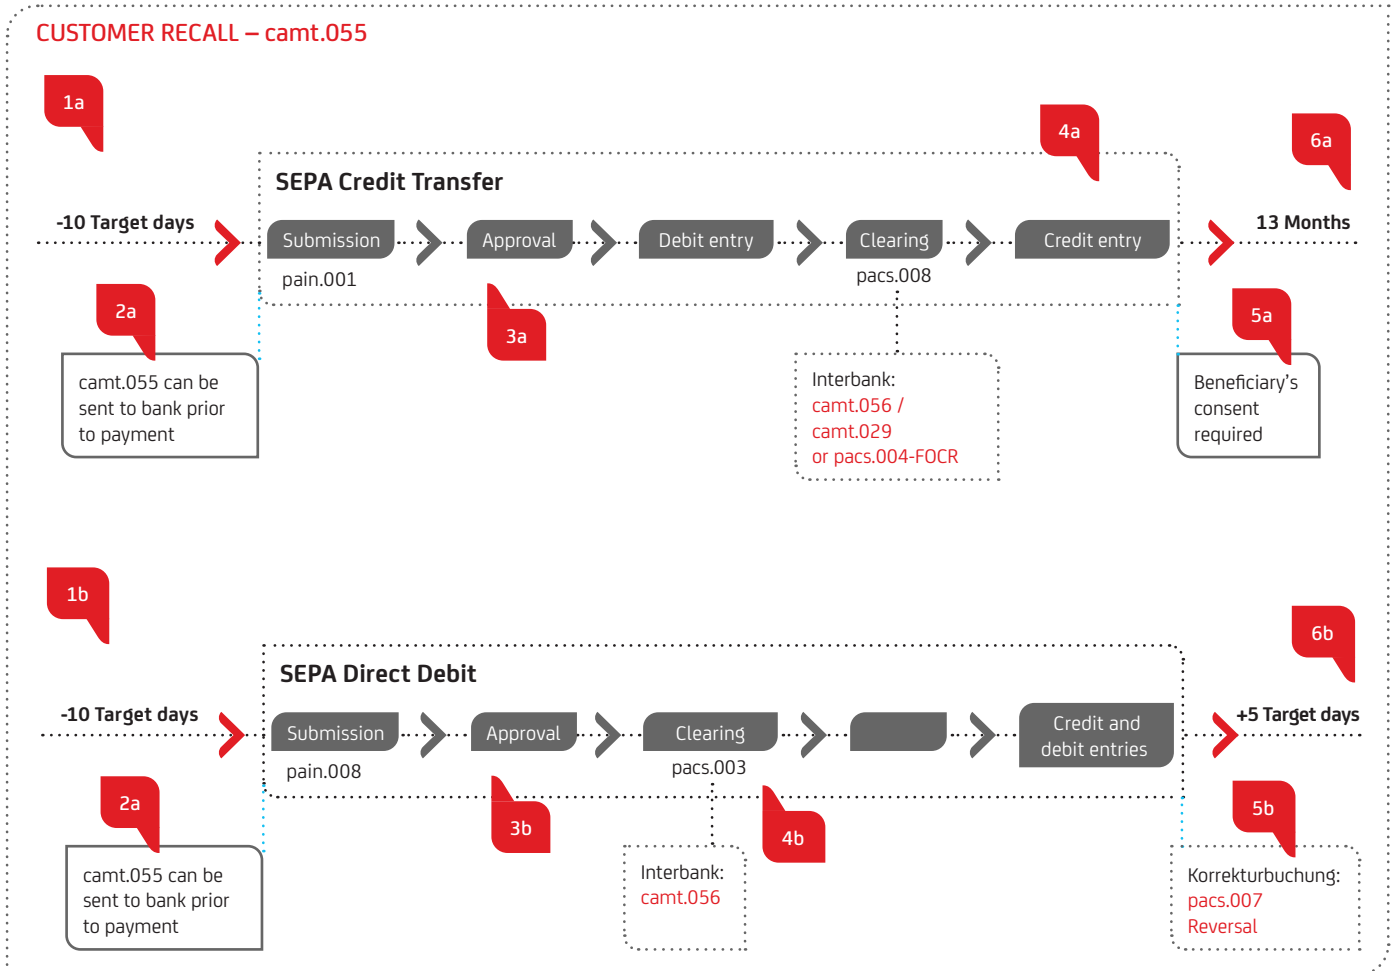 CUSTOMER RECALL – camt.055
1a
4a
6a
SEPA Credit Transfer
-10 Target days
13 Months
Submission
Approval
Debit entry
Clearing
Credit entry
pain.001
pacs.008
2a
3a
5a
camt.055 can be
sent to bank prior
to payment
Interbank:
camt.056 /
camt.029
or pacs.004-FOCR
Beneficiary’s
consent
required
1b
6b
SEPA Direct Debit
-10 Target days
+5 Target days
Submission
Approval
Clearing
Credit and
debit entries
pain.008
pacs.003
2a
3b
4b
5b
camt.055 can be
sent to bank prior
to payment
Interbank:
camt.056
Korrekturbuchung:
pacs.007
Reversal